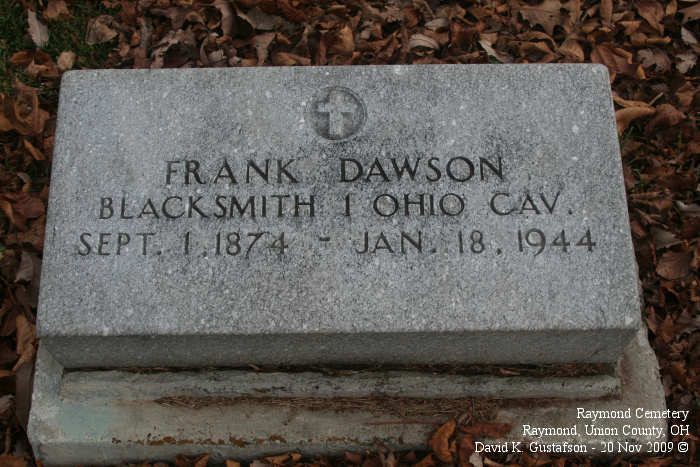 FRANK DAWSON
BLACKSMITH 1 OHIO CAV.
SEPT. 1, 1874 - JAN. 18, 1944
Raymond Cemetery
Raymond, Union County, OH
David K. Gustafson - 20 Nov 2009 ©